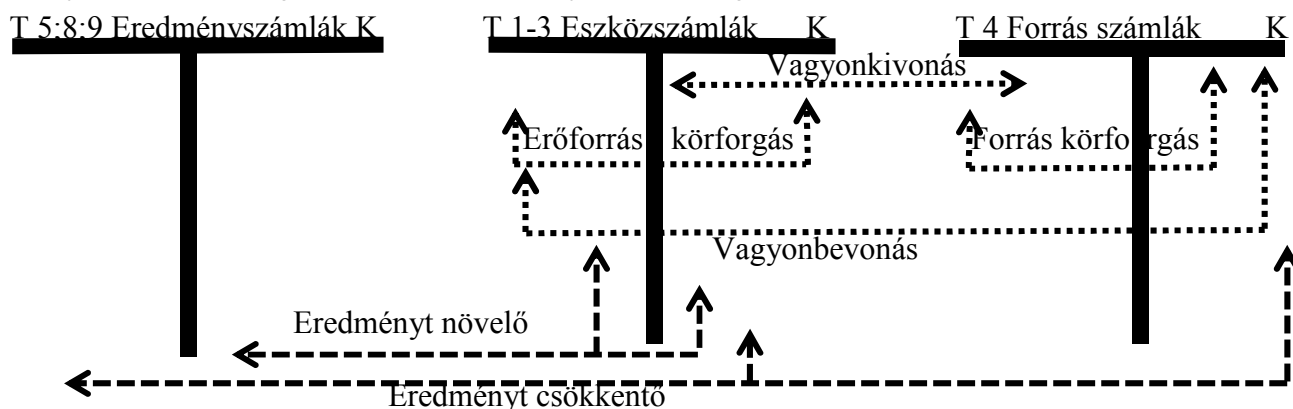 T 5;8;9 Eredményszámlák K
T 1-3 Eszközszámlák K
T 4 Forrás számlák K
Vagyonkivonás
Erőforrás körforgás
Forrás körforgás
Vagyonbevonás
Eredményt növelő
Eredményt csökkentő